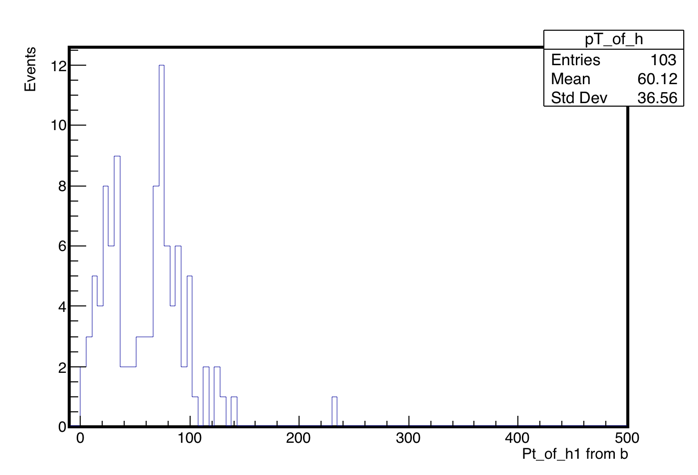 pT_of_h
Entries 103
Mean 60.12
Std Dev 36.56
Events
12
10
8
6
4
2
0
0 100 200 300 400 500
Pt_of_h1 from b